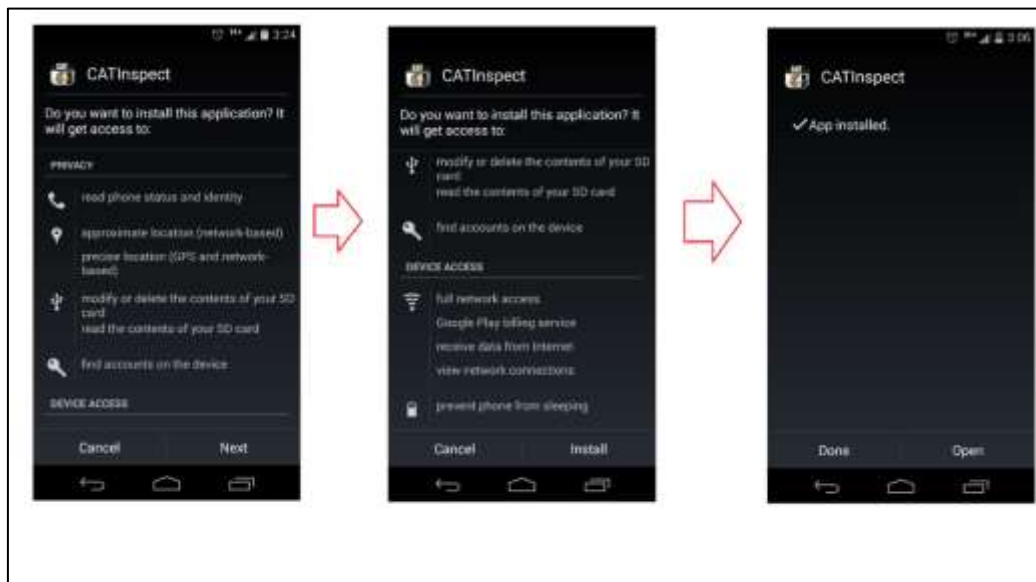 3:24
CATInspect
Do you want to install this application? It
will get access to:
PRIVACY
read phone status and identity
approximate location (network-based)
precise location (GPS and network-
based)
modify or delete the contents of your SD
card
read the contents of your SD card
find accounts on the device
DEVICE ACCESS
Cancel Next
CATInspect
Do you want to install this application? It
will get access to:
modify or delete the contents of your SD
card
read the contents of your SD card
find accounts on the device
DEVICE ACCESS
full network access
Google Play billing service
receive data from Internet
view network connections
prevent phone from sleeping
Cancel Install
3:06
CATInspect
App installed.
Done Open